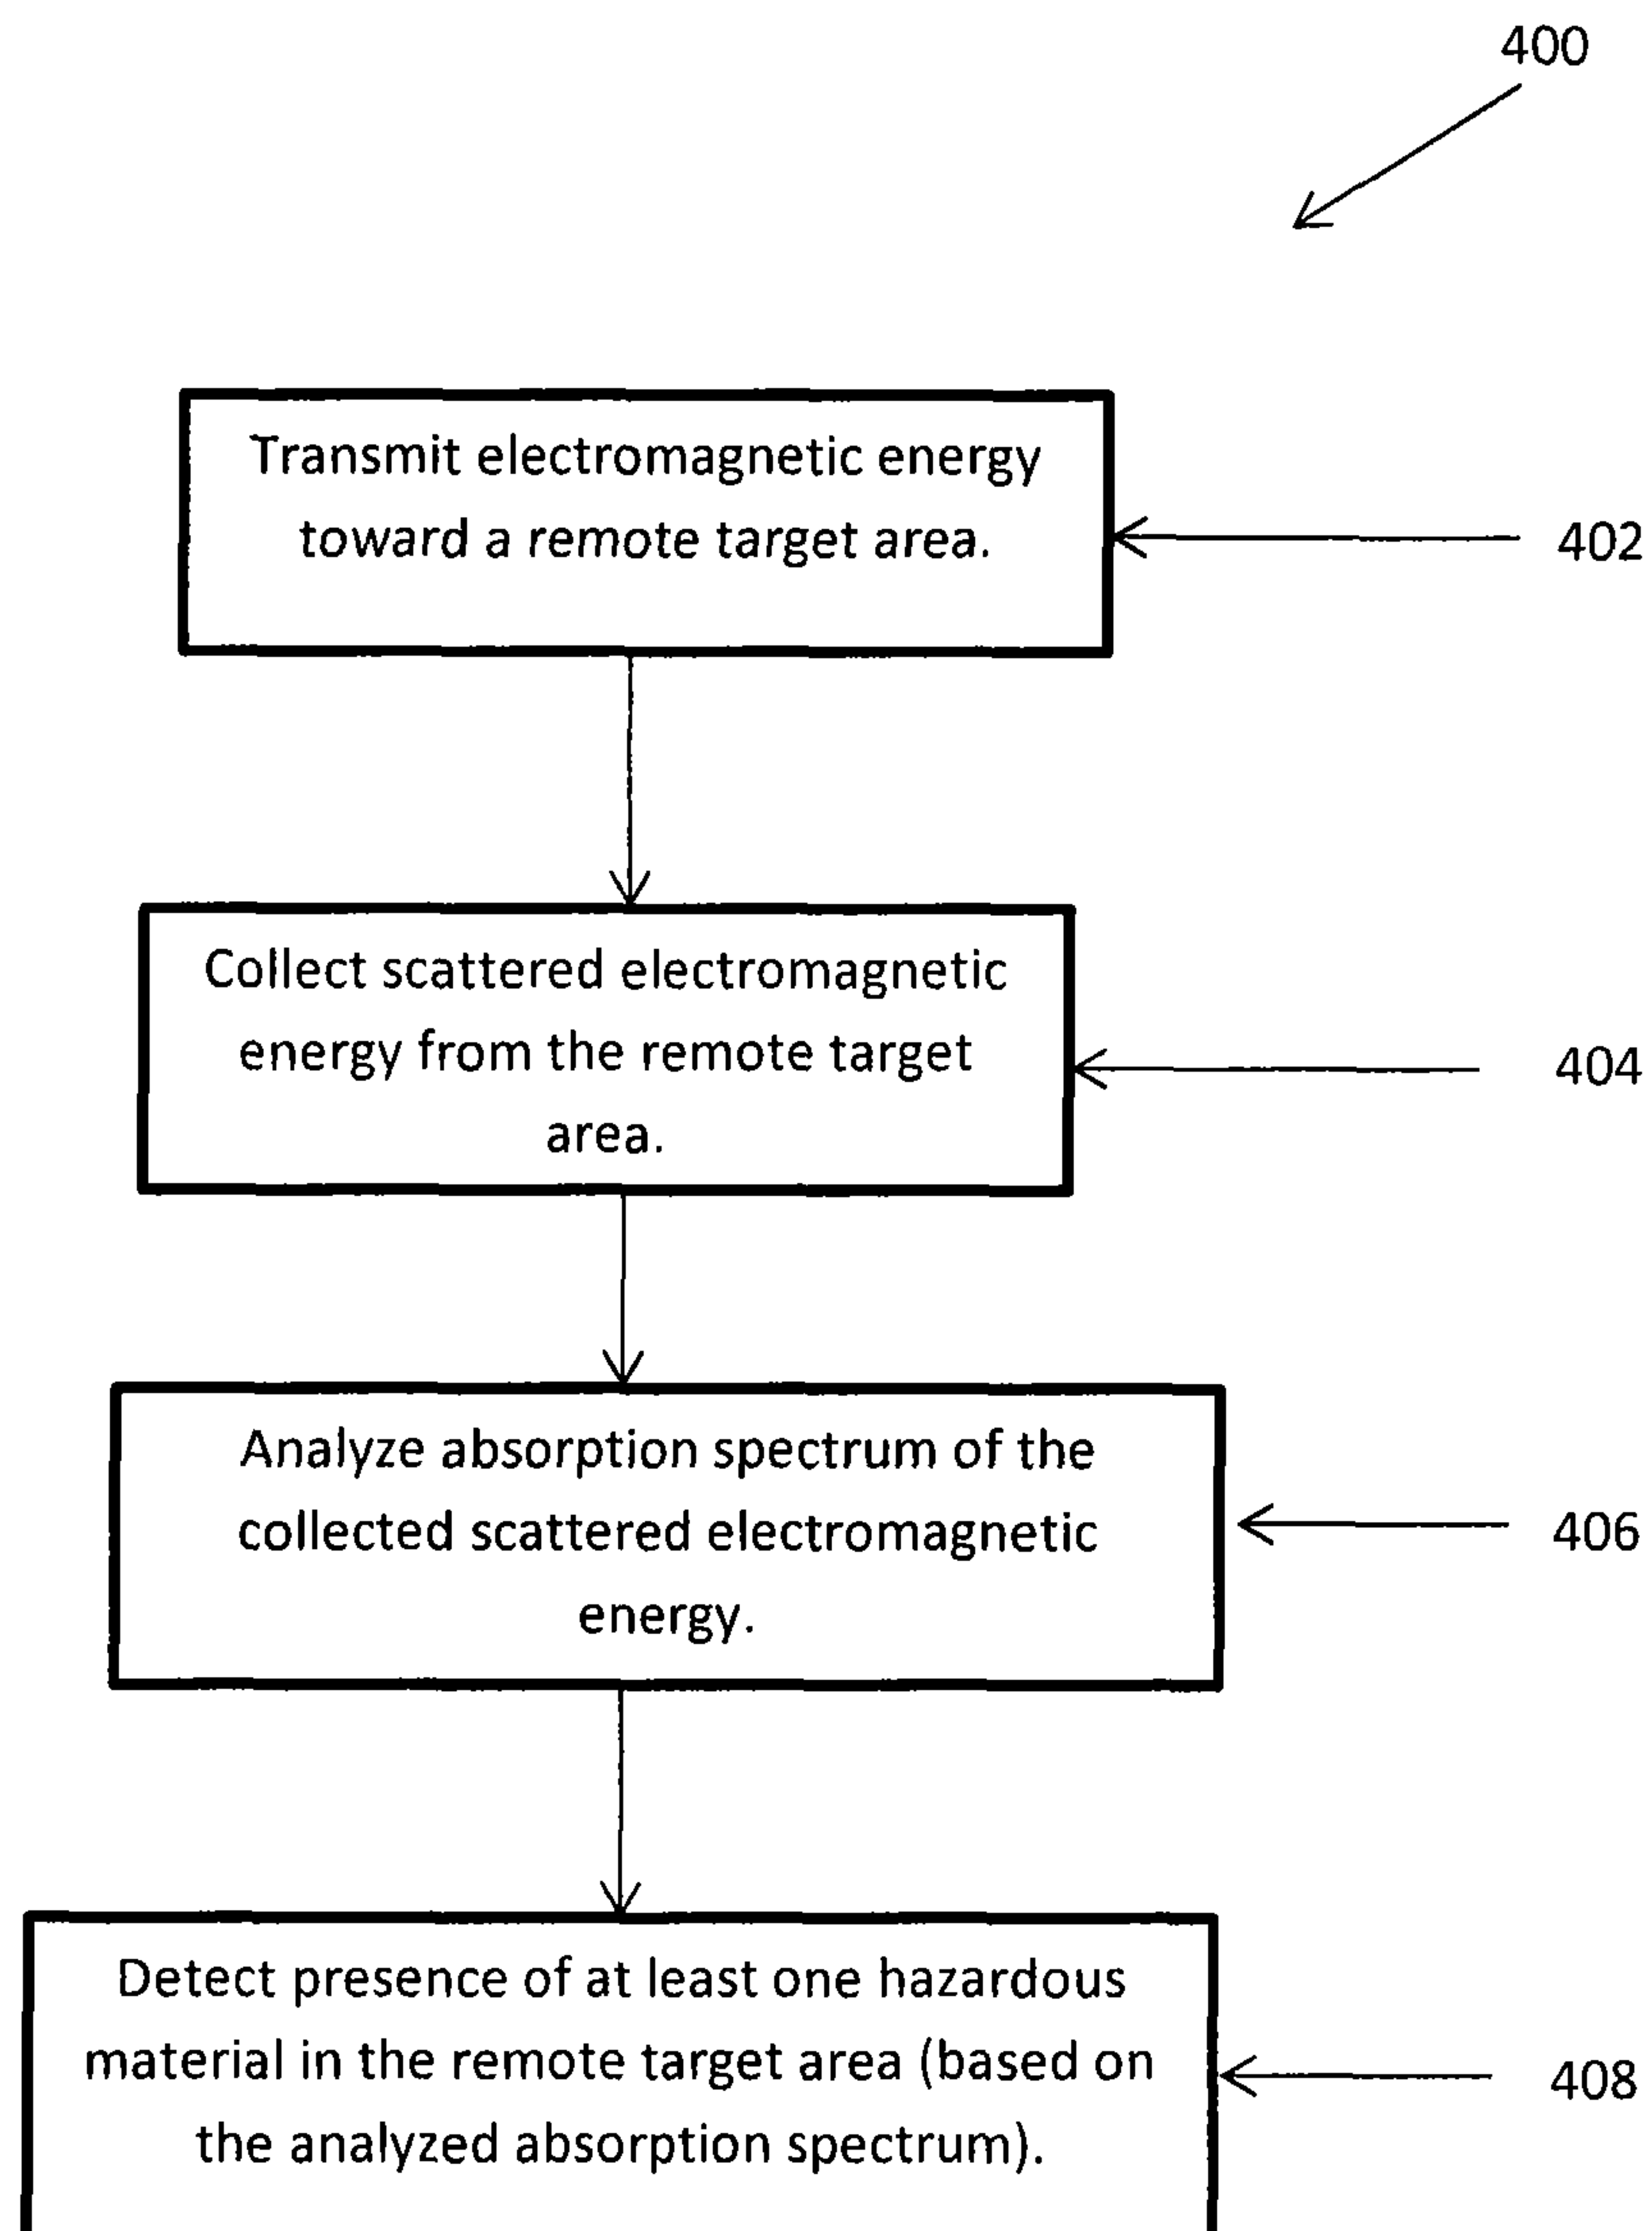 400
Transmit electromagnetic energy
toward a remote target area.
402
Collect scattered electromagnetic
energy from the remote target
area.
404
Analyze absorption spectrum of the
collected scattered electromagnetic
energy.
406
Detect presence of at least one hazardous
material in the remote target area (based on
the analyzed absorption spectrum).
408